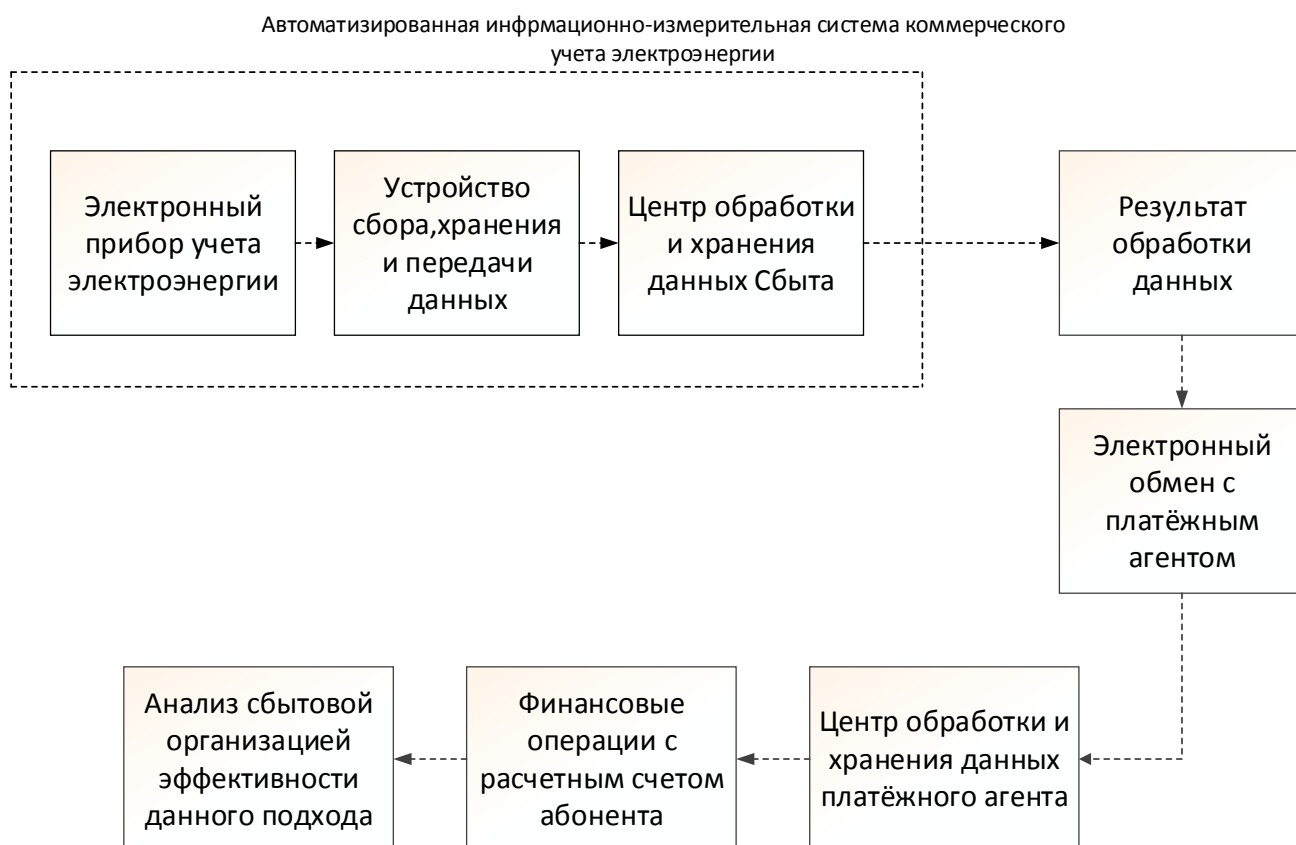 Автоматизированная инфрмационно-измерительная система коммерческого
учета электроэнергии
Электронный
прибор учета
электроэнергии
Устройство
сбора,хранения
и передачи
данных
Центр обработки
и хранения
данных Сбыта
Результат
обработки
данных
Электронный
обмен с
платёжным
агентом
Центр обработки и
хранения данных
платёжного агента
Финансовые
операции с
расчетным счетом
абонента
Анализ сбытовой
организацией
эффективности
данного подхода